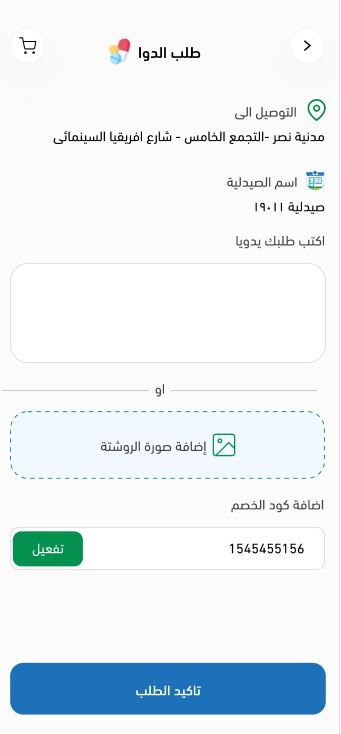 طلب الدوا
التوصيل الى
مدنية نصر -التجمع الخامس - شارع افريقيا السينمائى
اسم الصيدلية
صيدلية ١٩٠١١
اكتب طلبك يدويا
او
إضافة صورة الروشتة
اضافة كود الخصم
1545455156
تفعيل
تاكيد الطلب